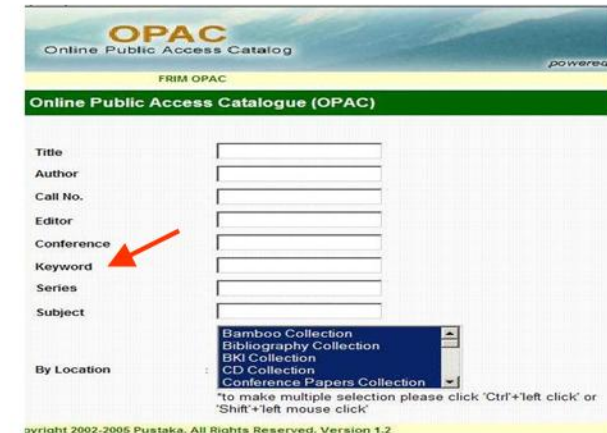 OPAC
Online Public Access Catalog
powered
FRIM OPAC
Online Public Access Catalogue (OPAC)
Title
Author
Call No.
Editor
Conference
Keyword
Series
Subject
Bamboo Collection
Bibliography Collection
BKI Collection
CD Collection
Conference Papers Collection
By Location :
*to make multiple selection please click 'Ctrl'+'left click' or
'Shift'+'left mouse click'
pyright 2002-2005 Pustaka. All Rights Reserved. Version 1.2